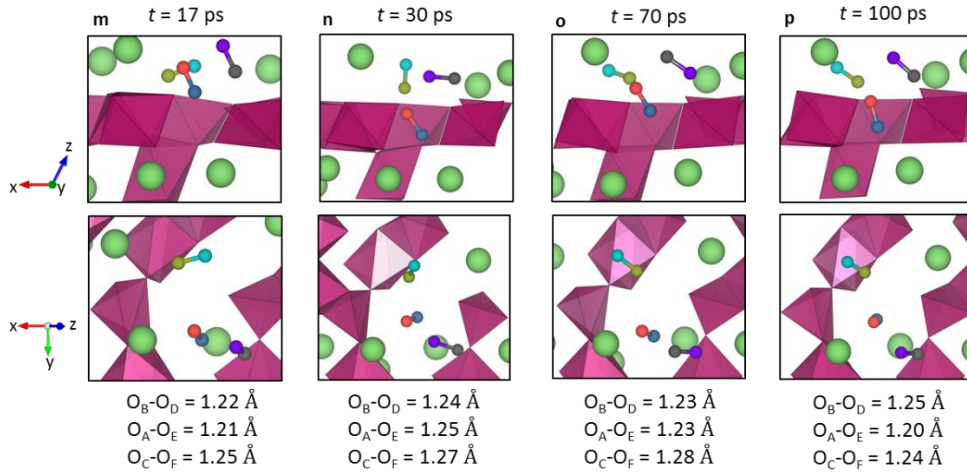 m t = 17 ps
n t = 30 ps
o t = 70 ps
p t = 100 ps
z
x
y
x
z
y
O_B-O_D = 1.22 Å
O_A-O_E = 1.21 Å
O_C-O_F = 1.25 Å
O_B-O_D = 1.24 Å
O_A-O_E = 1.25 Å
O_C-O_F = 1.27 Å
O_B-O_D = 1.23 Å
O_A-O_E = 1.23 Å
O_C-O_F = 1.28 Å
O_B-O_D = 1.25 Å
O_A-O_E = 1.20 Å
O_C-O_F = 1.24 Å